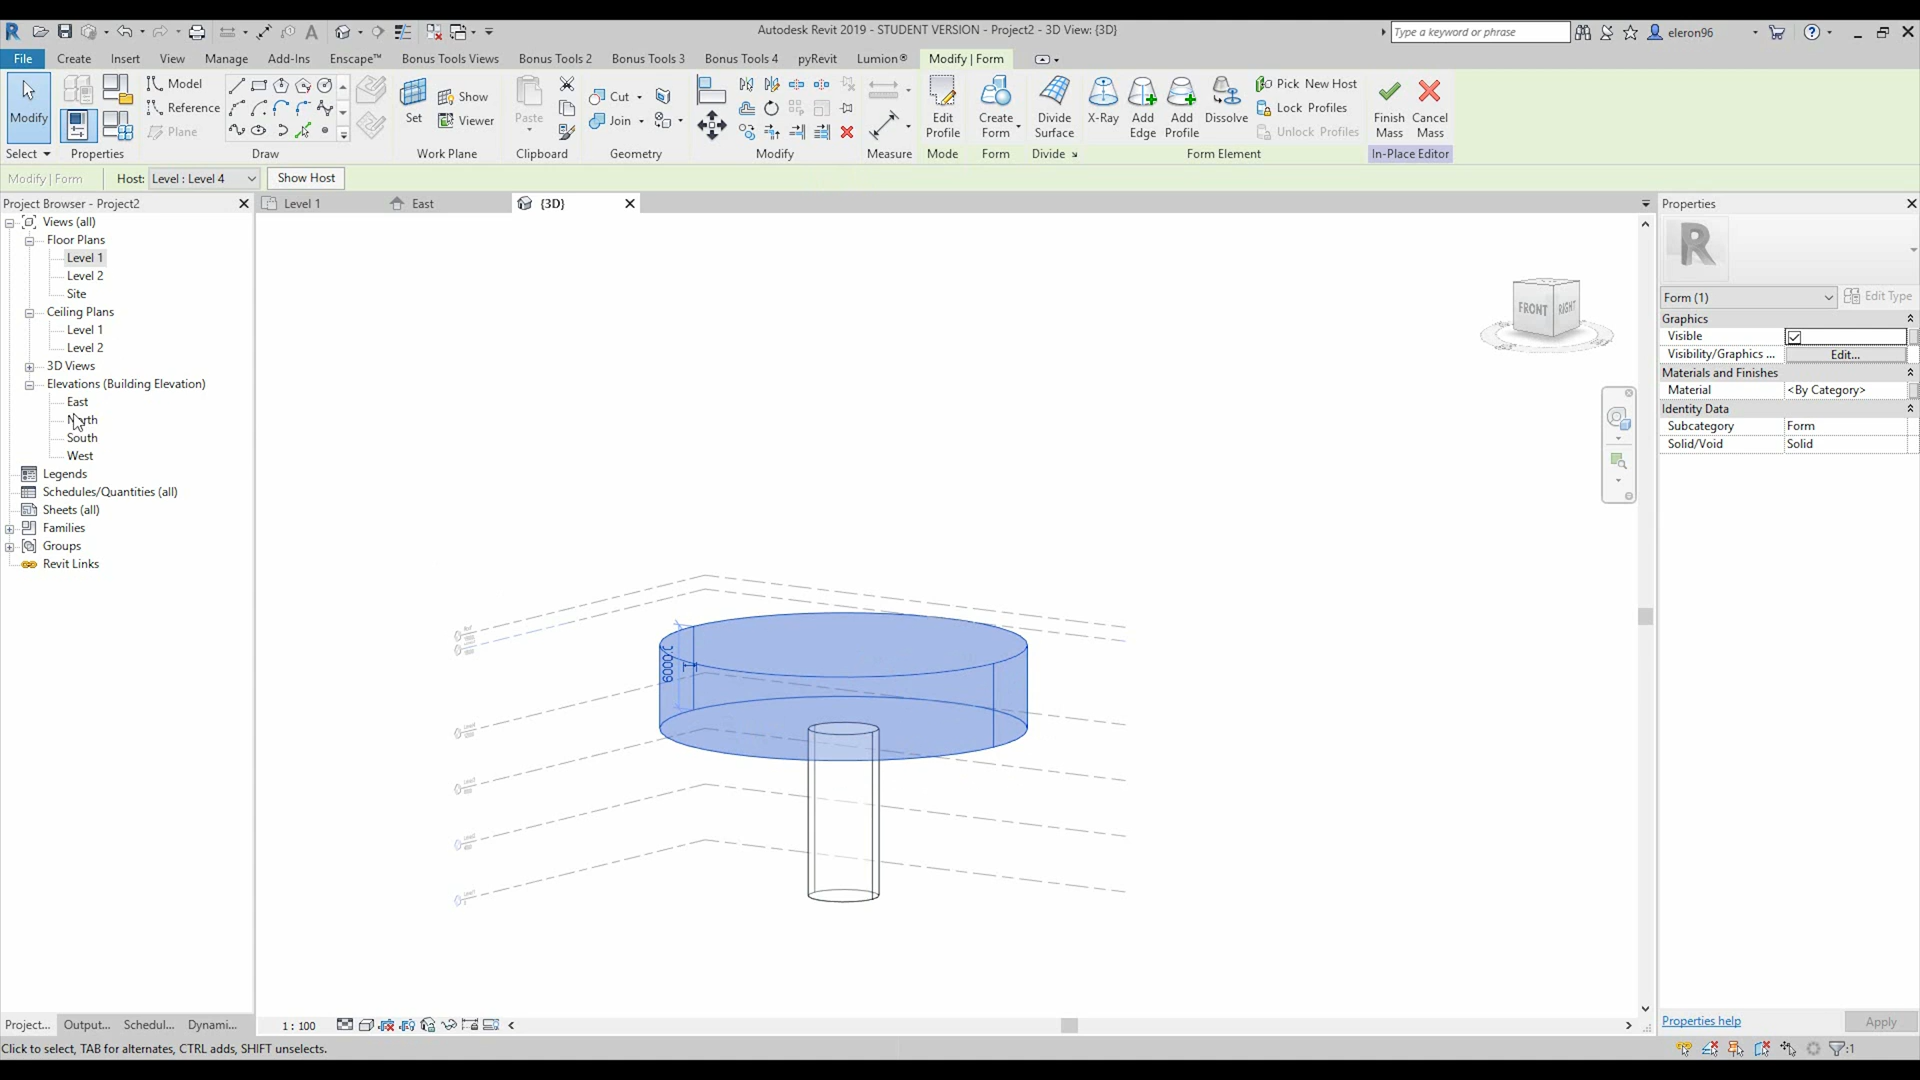 Autodesk Revit 2019 - STUDENT VERSION - Project2 - 3D View: {3D}
Type a keyword or phrase
eleron96
File Create Insert View Manage Add-Ins Enscape™ Bonus Tools Views Bonus Tools 2 Bonus Tools 3 Bonus Tools 4 pyRevit Lumion® Modify | Form
Modify
Model
Reference
Plane
Set
Show
Viewer
Paste
Cut
Join
Edit Profile
Create Form
Divide Surface
X-Ray
Add Edge
Add Profile
Dissolve
Pick New Host
Lock Profiles
Unlock Profiles
Finish Mass
Cancel Mass
Select Properties Draw Work Plane Clipboard Geometry Modify Measure Mode Form Divide Form Element In-Place Editor
Modify | Form Host: Level : Level 4 Show Host
Project Browser - Project2
Level 1 East {3D}
Views (all)
Floor Plans
Level 1
Level 2
Site
Ceiling Plans
Level 1
Level 2
3D Views
Elevations (Building Elevation)
East
North
South
West
Legends
Schedules/Quantities (all)
Sheets (all)
Families
Groups
Revit Links
FRONT RIGHT
Properties
R
Form (1) Edit Type
Graphics
Visible
Visibility/Graphics ... Edit...
Materials and Finishes
Material <By Category>
Identity Data
Subcategory Form
Solid/Void Solid
Project... Output... Schedul... Dynami...
1 : 100
Properties help Apply
Click to select, TAB for alternates, CTRL adds, SHIFT unselects.
:1